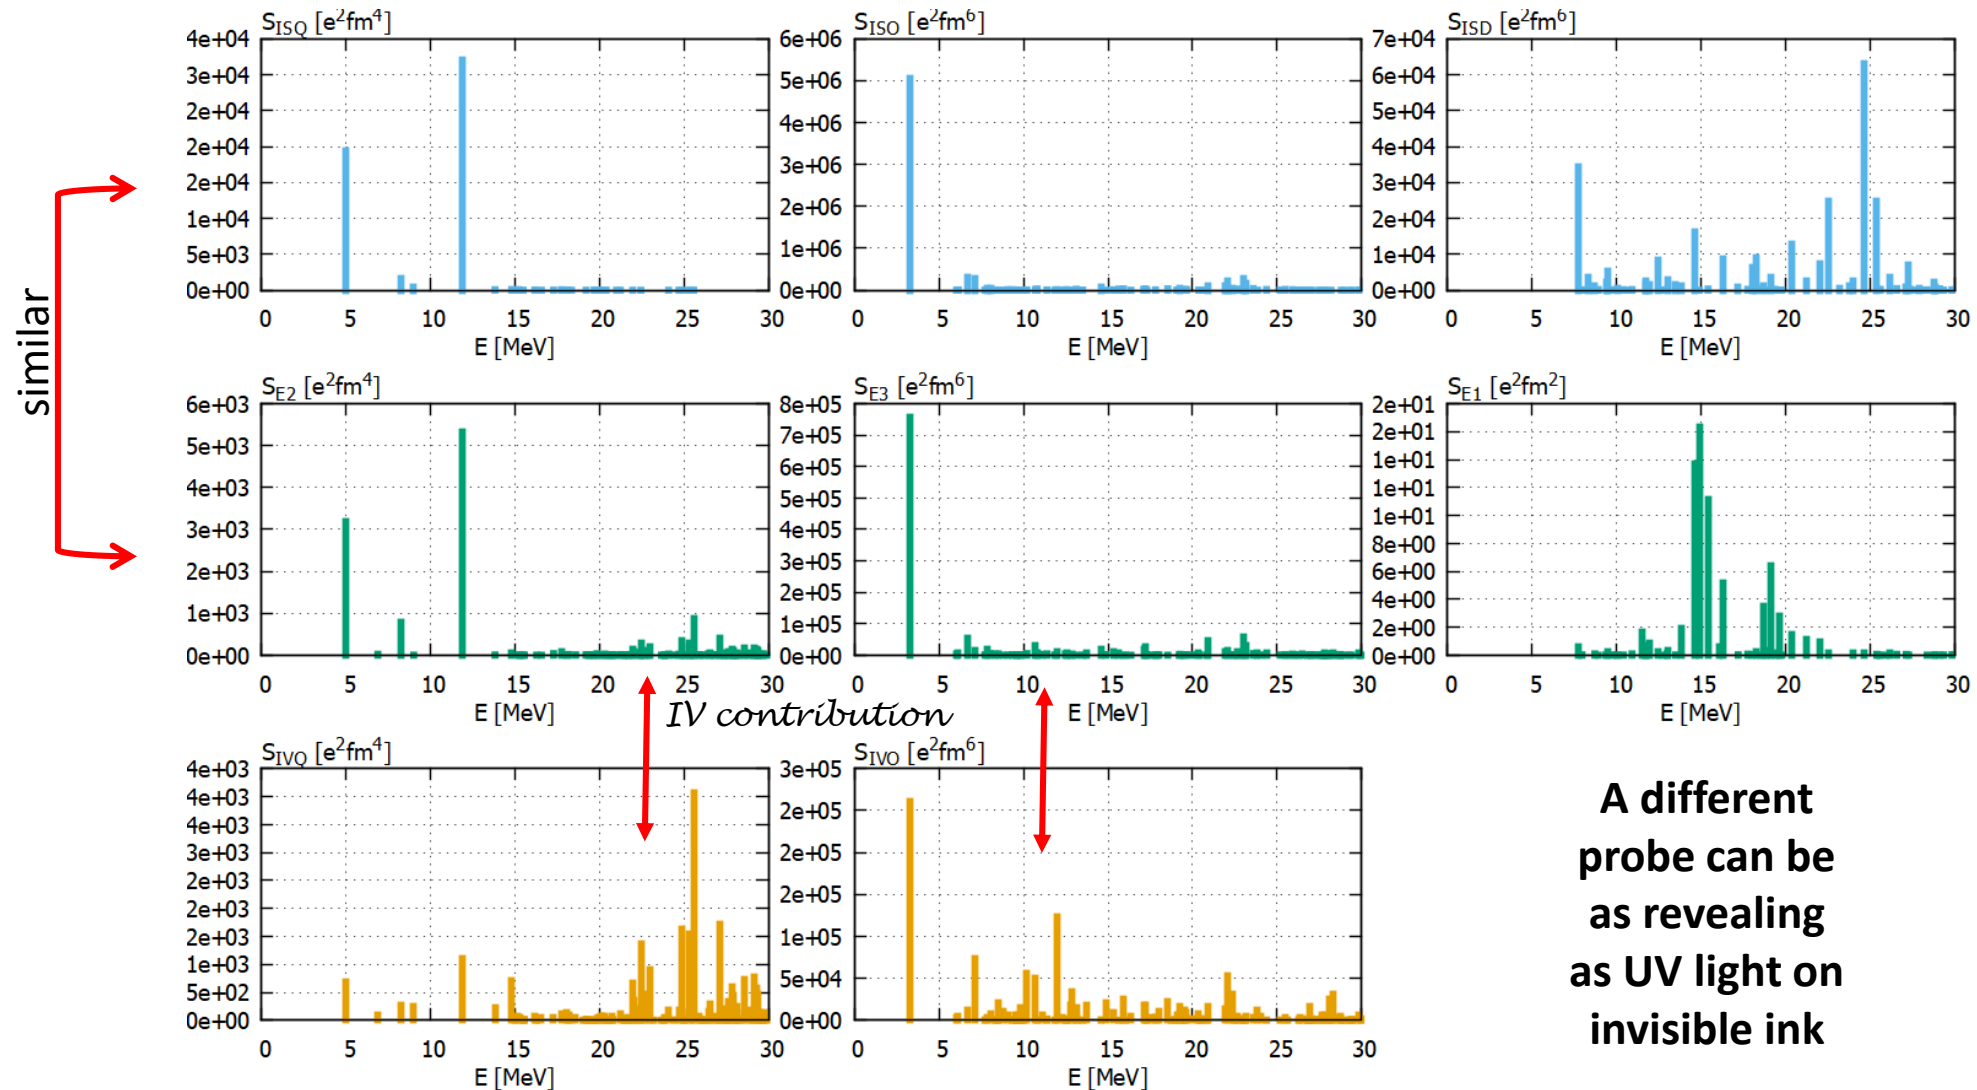 similar
S_ISQ [e²fm⁴]
4e+04
3e+04
2e+04
2e+04
2e+04
1e+04
5e+03
0e+00
0 5 10 15 20 25 30
E [MeV]
S_ISO [e²fm⁶]
6e+06
5e+06
4e+06
3e+06
2e+06
1e+06
0e+00
0 5 10 15 20 25 30
E [MeV]
S_ISD [e²fm⁶]
7e+04
6e+04
5e+04
4e+04
3e+04
2e+04
1e+04
0e+00
0 5 10 15 20 25 30
E [MeV]
S_E2 [e²fm⁴]
6e+03
5e+03
4e+03
3e+03
2e+03
1e+03
0e+00
0 5 10 15 20 25 30
E [MeV]
S_E3 [e²fm⁶]
8e+05
7e+05
6e+05
5e+05
4e+05
3e+05
2e+05
1e+05
0e+00
0 5 10 15 20 25 30
E [MeV]
S_E1 [e²fm²]
2e+01
2e+01
1e+01
1e+01
1e+01
8e+00
6e+00
4e+00
2e+00
0e+00
0 5 10 15 20 25 30
E [MeV]
IV contribution
S_IVQ [e²fm⁴]
4e+03
4e+03
4e+03
3e+03
2e+03
2e+03
2e+03
1e+03
5e+02
0e+00
0 5 10 15 20 25 30
E [MeV]
S_IVO [e²fm⁶]
3e+05
2e+05
2e+05
2e+05
1e+05
5e+04
0e+00
0 5 10 15 20 25 30
E [MeV]
A different
probe can be
as revealing
as UV light on
invisible ink